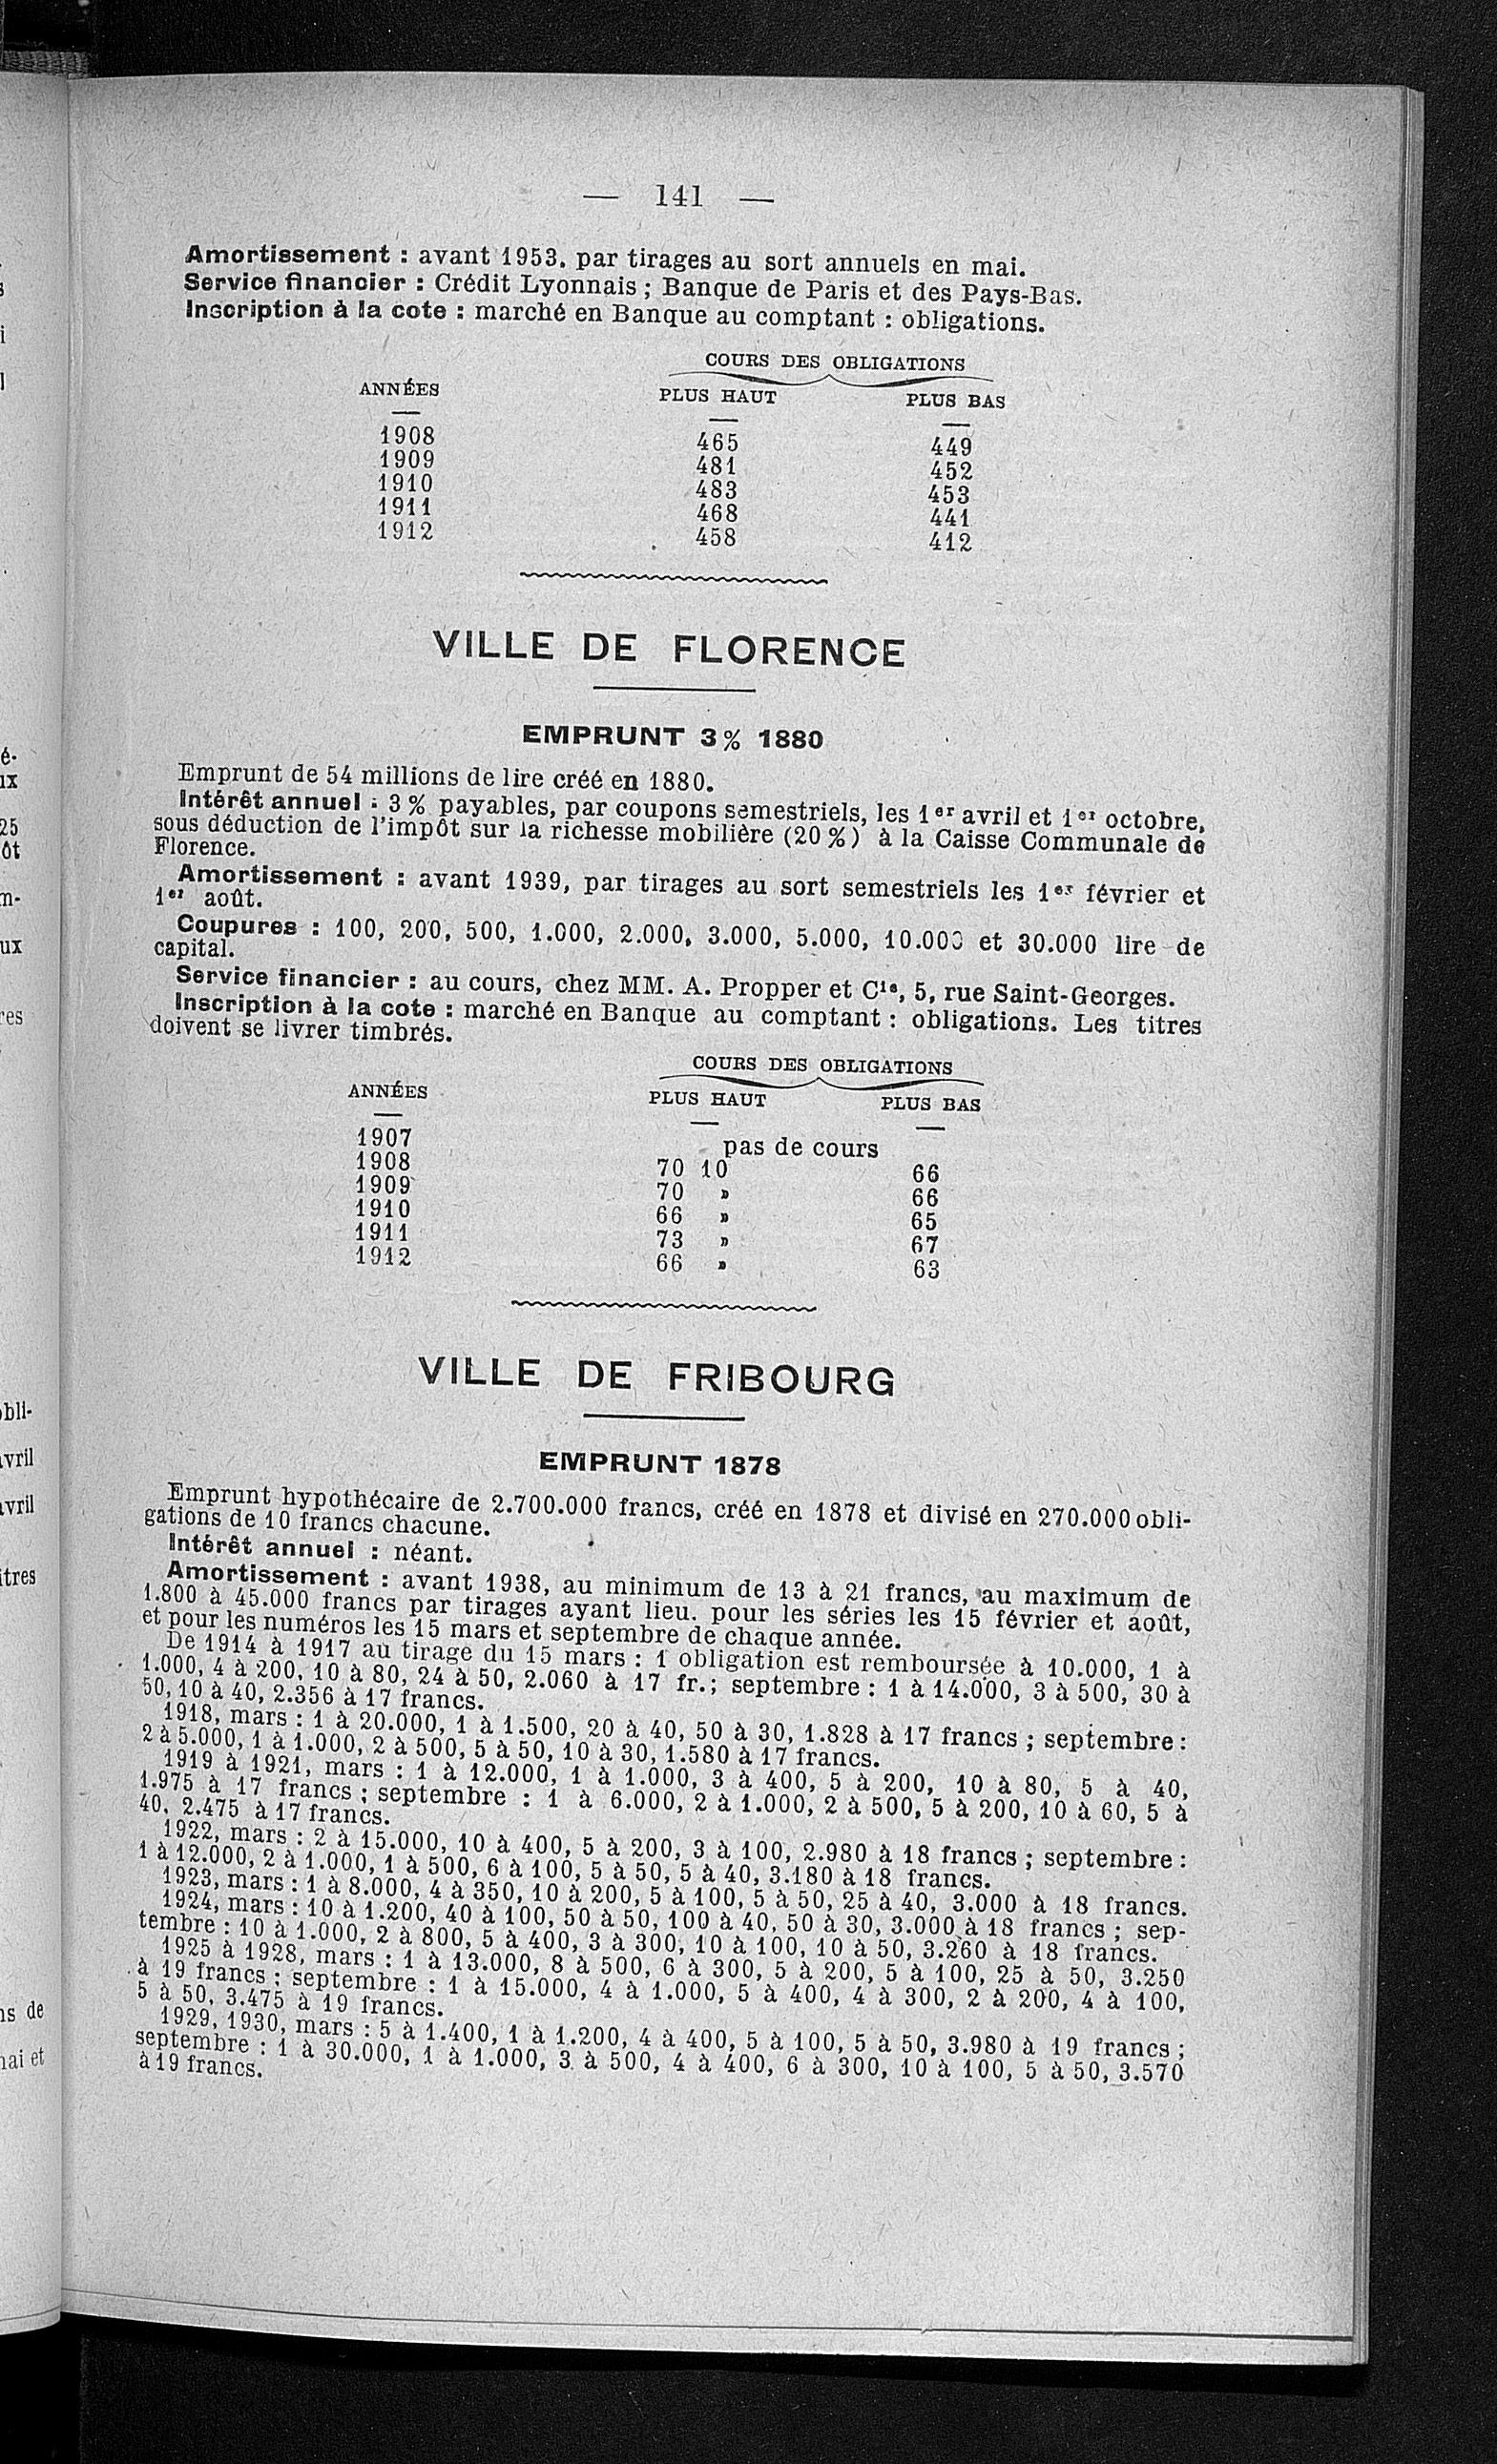 — 141 —
Amortissement : avant 1953. par tirages au sort annuels en mai.
Service financier : Crédit Lyonnais ; Banque de Paris et des Pays-Bas.
Inscription à la cote : marché en Banque au comptant : obligations.
COURS DES OBLIGATIONS
ANNÉES PLUS HAUT PLUS BAS
1908 465 449
1909 481 452
1910 483 453
1911 468 441
1912 458 412
VILLE DE FLORENCE
EMPRUNT 3 % 1880
Emprunt de 54 millions de lire créé en 1880.
Intérêt annuel : 3 % payables, par coupons semestriels, les 1er avril et 1er octobre,
sous déduction de l'impôt sur la richesse mobilière (20 %) à la Caisse Communale de
Florence.
Amortissement : avant 1939, par tirages au sort semestriels les 1er février et
1er août.
Coupures : 100, 200, 500, 1.000, 2.000, 3.000, 5.000, 10.000 et 30.000 lire de
capital.
Service financier : au cours, chez MM. A. Propper et Cie, 5, rue Saint-Georges.
Inscription à la cote : marché en Banque au comptant : obligations. Les titres
doivent se livrer timbrés.
COURS DES OBLIGATIONS
ANNÉES PLUS HAUT PLUS BAS
1907 pas de cours
1908 70 10 66
1909 70 » 66
1910 66 » 65
1911 73 » 67
1912 66 » 63
VILLE DE FRIBOURG
EMPRUNT 1878
Emprunt hypothécaire de 2.700.000 francs, créé en 1878 et divisé en 270.000 obli-
gations de 10 francs chacune.
Intérêt annuel : néant.
Amortissement : avant 1938, au minimum de 13 à 21 francs, au maximum de
1.800 à 45.000 francs par tirages ayant lieu. pour les séries les 15 février et août,
et pour les numéros les 15 mars et septembre de chaque année.
De 1914 à 1917 au tirage du 15 mars : 1 obligation est remboursée à 10.000, 1 à
1.000, 4 à 200, 10 à 80, 24 à 50, 2.060 à 17 fr.; septembre : 1 à 14.000, 3 à 500, 30 à
50, 10 à 40, 2.356 à 17 francs.
1918, mars : 1 à 20.000, 1 à 1.500, 20 à 40, 50 à 30, 1.828 à 17 francs ; septembre :
2 à 5.000, 1 à 1.000, 2 à 500, 5 à 50, 10 à 30, 1.580 à 17 francs.
1919 à 1921, mars : 1 à 12.000, 1 à 1.000, 3 à 400, 5 à 200, 10 à 80, 5 à 40,
1.975 à 17 francs ; septembre : 1 à 6.000, 2 à 1.000, 2 à 500, 5 à 200, 10 à 60, 5 à
40, 2.475 à 17 francs.
1922, mars : 2 à 15.000, 10 à 400, 5 à 200, 3 à 100, 2.980 à 18 francs ; septembre :
1 à 12.000, 2 à 1.000, 1 à 500, 6 à 100, 5 à 50, 5 à 40, 3.180 à 18 francs.
1923, mars : 1 à 8.000, 4 à 350, 10 à 200, 5 à 100, 5 à 50, 25 à 40, 3.000 à 18 francs.
1924, mars : 10 à 1.200, 40 à 100, 50 à 50, 100 à 40, 50 à 30, 3.000 à 18 francs ; sep-
tembre : 10 à 1.000, 2 à 800, 5 à 400, 3 à 300, 10 à 100, 10 à 50, 3.260 à 18 francs.
1925 à 1928, mars : 1 à 13.000, 8 à 500, 6 à 300, 5 à 200, 5 à 100, 25 à 50, 3.250
à 19 francs ; septembre : 1 à 15.000, 4 à 1.000, 5 à 400, 4 à 300, 2 à 200, 4 à 100,
5 à 50, 3.475 à 19 francs.
1929, 1930, mars : 5 à 1.400, 1 à 1.200, 4 à 400, 5 à 100, 5 à 50, 3.980 à 19 francs ;
septembre : 1 à 30.000, 1 à 1.000, 3 à 500, 4 à 400, 6 à 300, 10 à 100, 5 à 50, 3.570
à 19 francs.